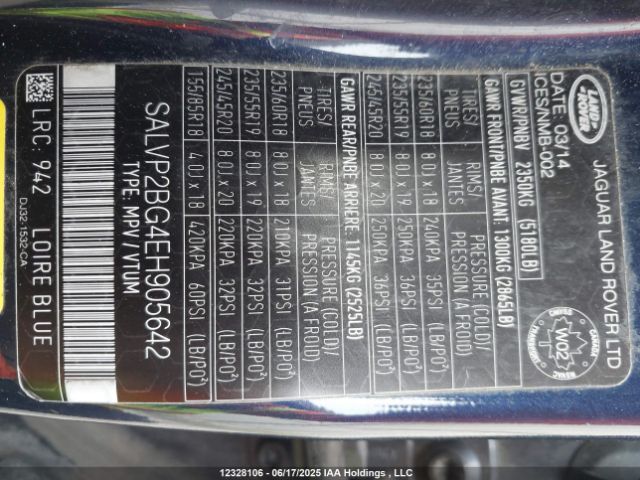 LAND ROVER
JAGUAR LAND ROVER LTD
DATE: 03/14
ICES/NMB-002
GVWR/PNBV 2350KG (5180LB)
CANADA
W02
TRANSPORT
GAWR FRONT/PNBE AVANT: 1300KG (2865LB)
TIRES/ RIMS/ PRESSURE (COLD)/
PNEUS JANTES PRESSION (A FROID)
235/60R18 8.0J x 18 240KPA 35PSI (LB/PO²)
235/55R19 8.0J x 19 250KPA 36PSI (LB/PO²)
245/45R20 8.0J x 20 250KPA 36PSI (LB/PO²)
GAWR REAR/PNBE ARRIERE: 1145KG (2525LB)
TIRES/ RIMS/ PRESSURE (COLD)/
PNEUS JANTES PRESSION (A FROID)
235/60R18 8.0J x 18 210KPA 31PSI (LB/PO²)
235/55R19 8.0J x 19 220KPA 32PSI (LB/PO²)
245/45R20 8.0J x 20 220KPA 32PSI (LB/PO²)
155/85R18 4.0J x 18 420KPA 60PSI (LB/PO²)
SALVP2BG4EH905642
TYPE: MPV / VTUM
LRC: 942 LOIRE BLUE
DJ32-1532-CA
12328106 - 06/17/2025 IAA Holdings , LLC